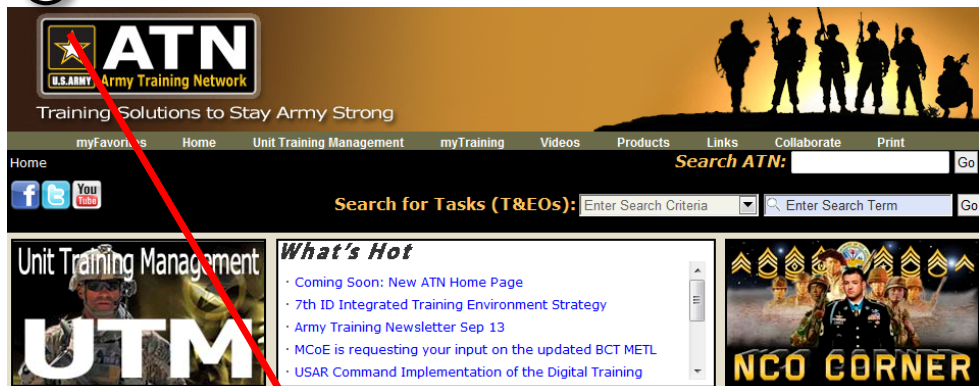 ATN
U.S.ARMY Army Training Network
Training Solutions to Stay Army Strong
myFavorites Home Unit Training Management myTraining Videos Products Links Collaborate Print
Home
Search ATN: Go
f t You Tube
Search for Tasks (T&EOs): Enter Search Criteria Enter Search Term Go
Unit Training Management
UTM
What's Hot
· Coming Soon: New ATN Home Page
· 7th ID Integrated Training Environment Strategy
· Army Training Newsletter Sep 13
· MCoE is requesting your input on the updated BCT METL
· USAR Command Implementation of the Digital Training
NCO CORNER